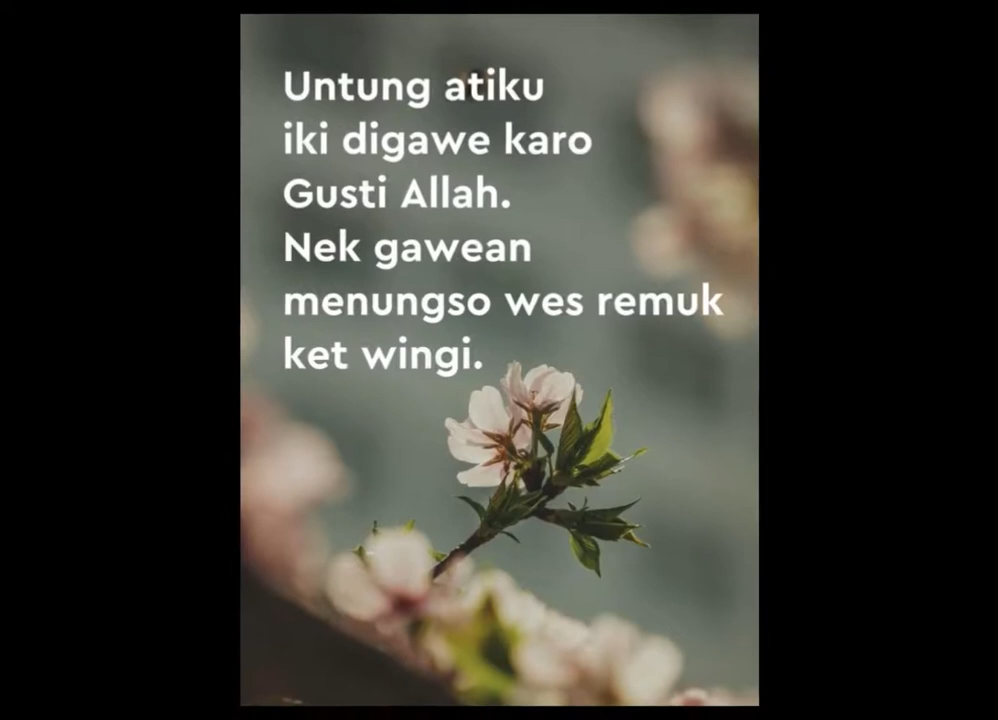 Untung atiku
iki digawe karo
Gusti Allah.
Nek gawean
menungso wes remuk
ket wingi.